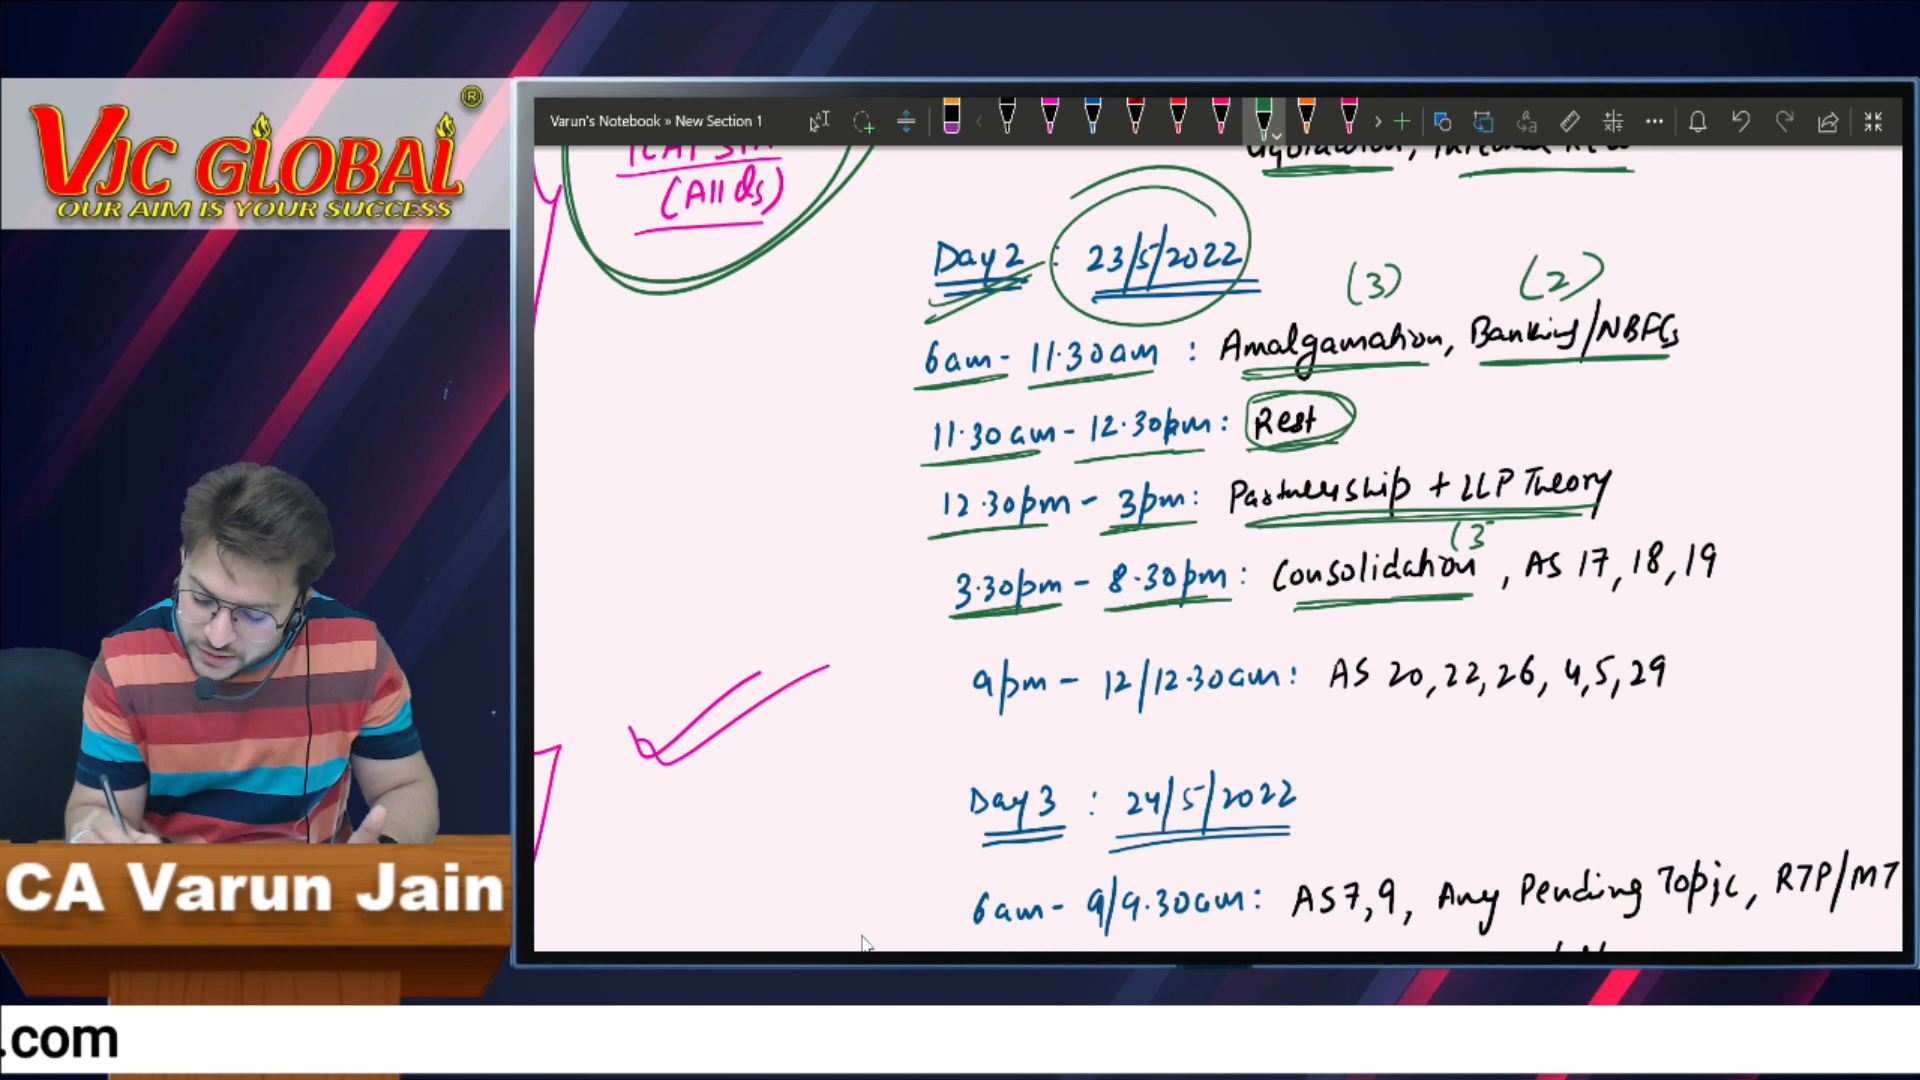 VJC GLOBAL ®
OUR AIM IS YOUR SUCCESS
Varun's Notebook » New Section 1
(All Qs)
Day 2 : 23/5/2022
(3) (2)
6am - 11.30am : Amalgamation, Banking/NBFCs
11.30am - 12.30pm : Rest
12.30pm - 3pm : Partnership + LLP Theory
(3
3.30pm - 8.30pm : Consolidation, AS 17, 18, 19
9pm - 12/12.30am : AS 20, 22, 26, 4, 5, 29
Day 3 : 24/5/2022
6am - 9/9.30am : AS 7, 9, Any Pending Topic, RTP/MT
CA Varun Jain
.com